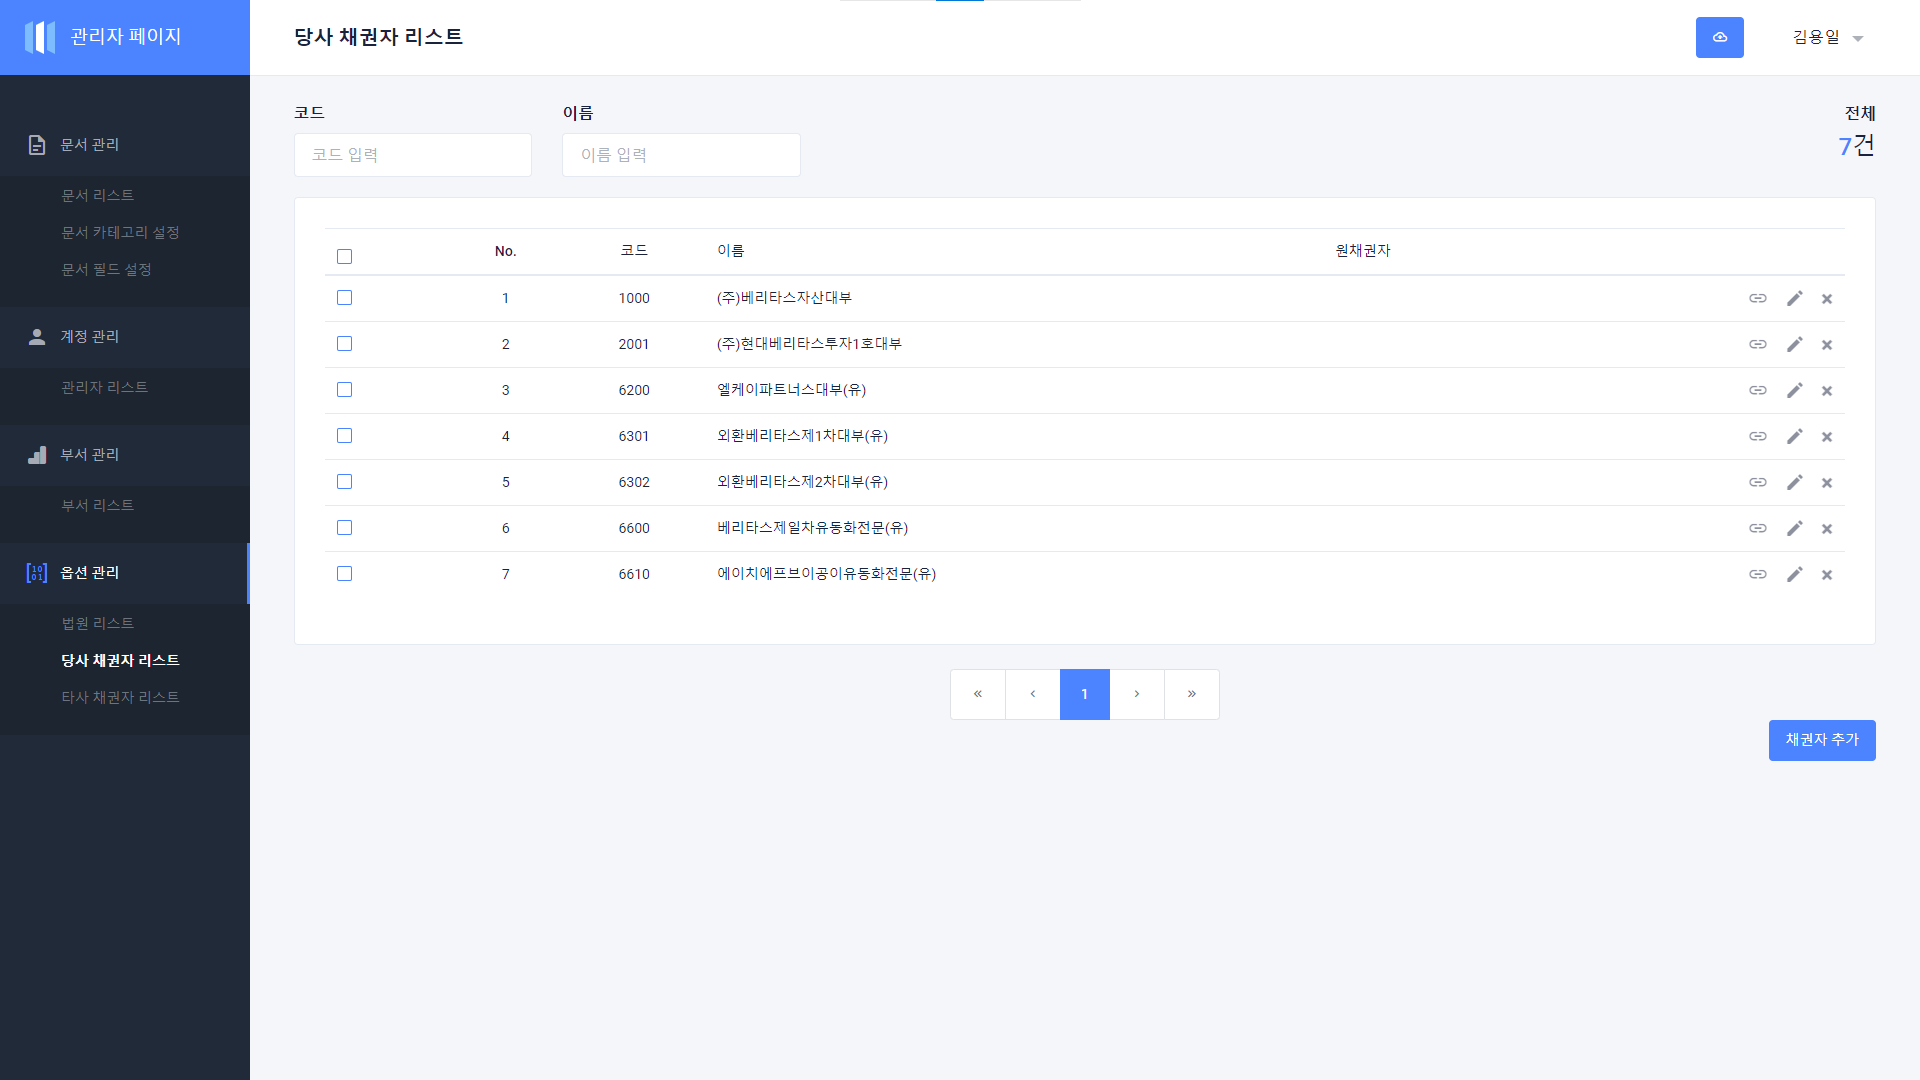 관리자 페이지
당사 채권자 리스트
김용일
문서 관리
문서 리스트
문서 카테고리 설정
문서 필드 설정
계정 관리
관리자 리스트
부서 관리
부서 리스트
옵션 관리
법원 리스트
당사 채권자 리스트
타사 채권자 리스트
코드
이름
전체
코드 입력
이름 입력
7건
No. 코드 이름 원채권자
1 1000 (주)베리타스자산대부
2 2001 (주)현대베리타스투자1호대부
3 6200 엘케이파트너스대부(유)
4 6301 외환베리타스제1차대부(유)
5 6302 외환베리타스제2차대부(유)
6 6600 베리타스제일차유동화전문(유)
7 6610 에이치에프브이공이유동화전문(유)
« ‹ 1 › »
채권자 추가